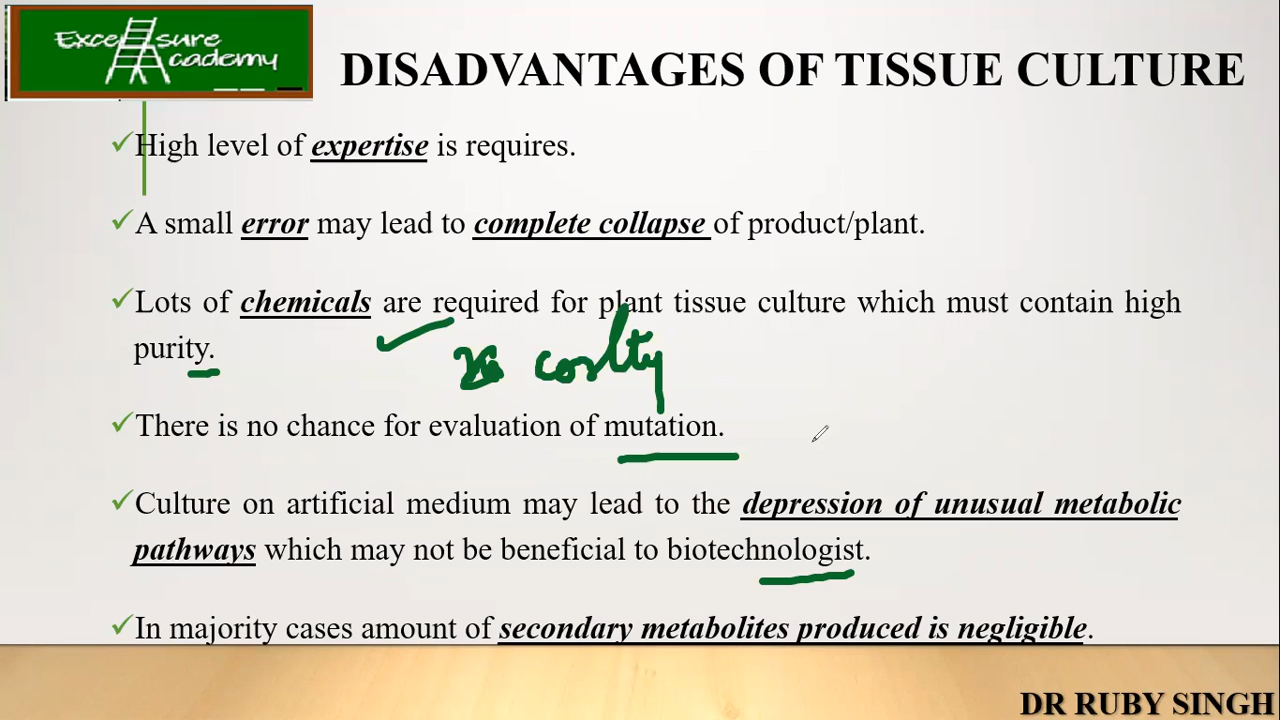 Excel sure
Academy
DISADVANTAGES OF TISSUE CULTURE
✓High level of expertise is requires.
✓A small error may lead to complete collapse of product/plant.
✓Lots of chemicals are required for plant tissue culture which must contain high
purity.
costly
✓There is no chance for evaluation of mutation.
✓Culture on artificial medium may lead to the depression of unusual metabolic
pathways which may not be beneficial to biotechnologist.
✓In majority cases amount of secondary metabolites produced is negligible.
DR RUBY SINGH